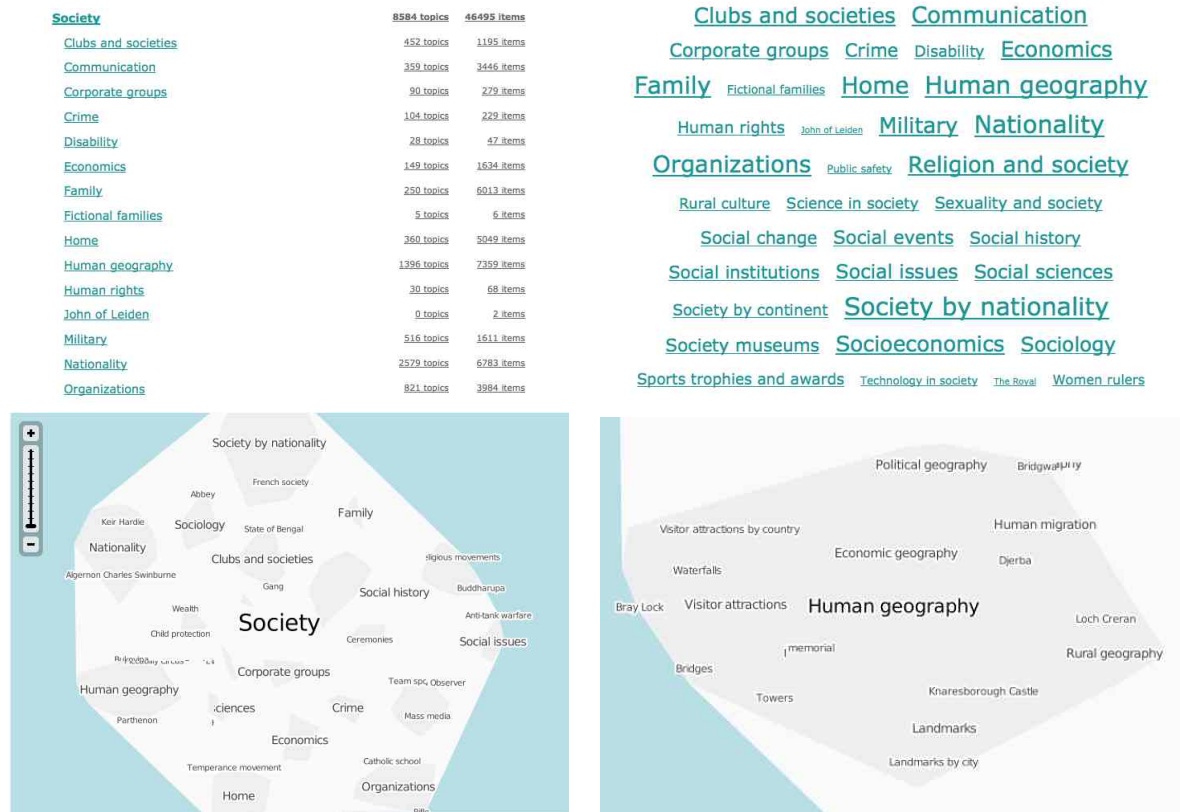 Society 8584 topics 46495 items
Clubs and societies 452 topics 1195 items
Communication 359 topics 3446 items
Corporate groups 90 topics 279 items
Crime 104 topics 229 items
Disability 28 topics 47 items
Economics 149 topics 1634 items
Family 250 topics 6013 items
Fictional families 5 topics 6 items
Home 360 topics 5049 items
Human geography 1396 topics 7359 items
Human rights 30 topics 68 items
John of Leiden 0 topics 2 items
Military 516 topics 1611 items
Nationality 2579 topics 6783 items
Organizations 821 topics 3984 items
Clubs and societies Communication
Corporate groups Crime Disability Economics
Family Fictional families Home Human geography
Human rights John of Leiden Military Nationality
Organizations Public safety Religion and society
Rural culture Science in society Sexuality and society
Social change Social events Social history
Social institutions Social issues Social sciences
Society by continent Society by nationality
Society museums Socioeconomics Sociology
Sports trophies and awards Technology in society The Royal Women rulers
+
Society by nationality
French society
Abbey
Family
Keir Hardie Sociology State of Bengal
Nationality
Clubs and societies eligious movements
Algernon Charles Swinburne
Gang Social history Buddharupa
Wealth Anti-tank warfare
Society
Child protection Ceremonies Social issues
Corporate groups
Human geography Team spc Observer
ciences Crime
Parthenon Mass media
Economics
Catholic school
Temperance movement
Home Organizations
−
Political geography Bridgwa
Human migration
Visitor attractions by country
Economic geography
Djerba
Waterfalls
Bray Lock Visitor attractions Human geography
Loch Creran
memorial
Rural geography
Bridges
Towers Knaresborough Castle
Landmarks
Landmarks by city